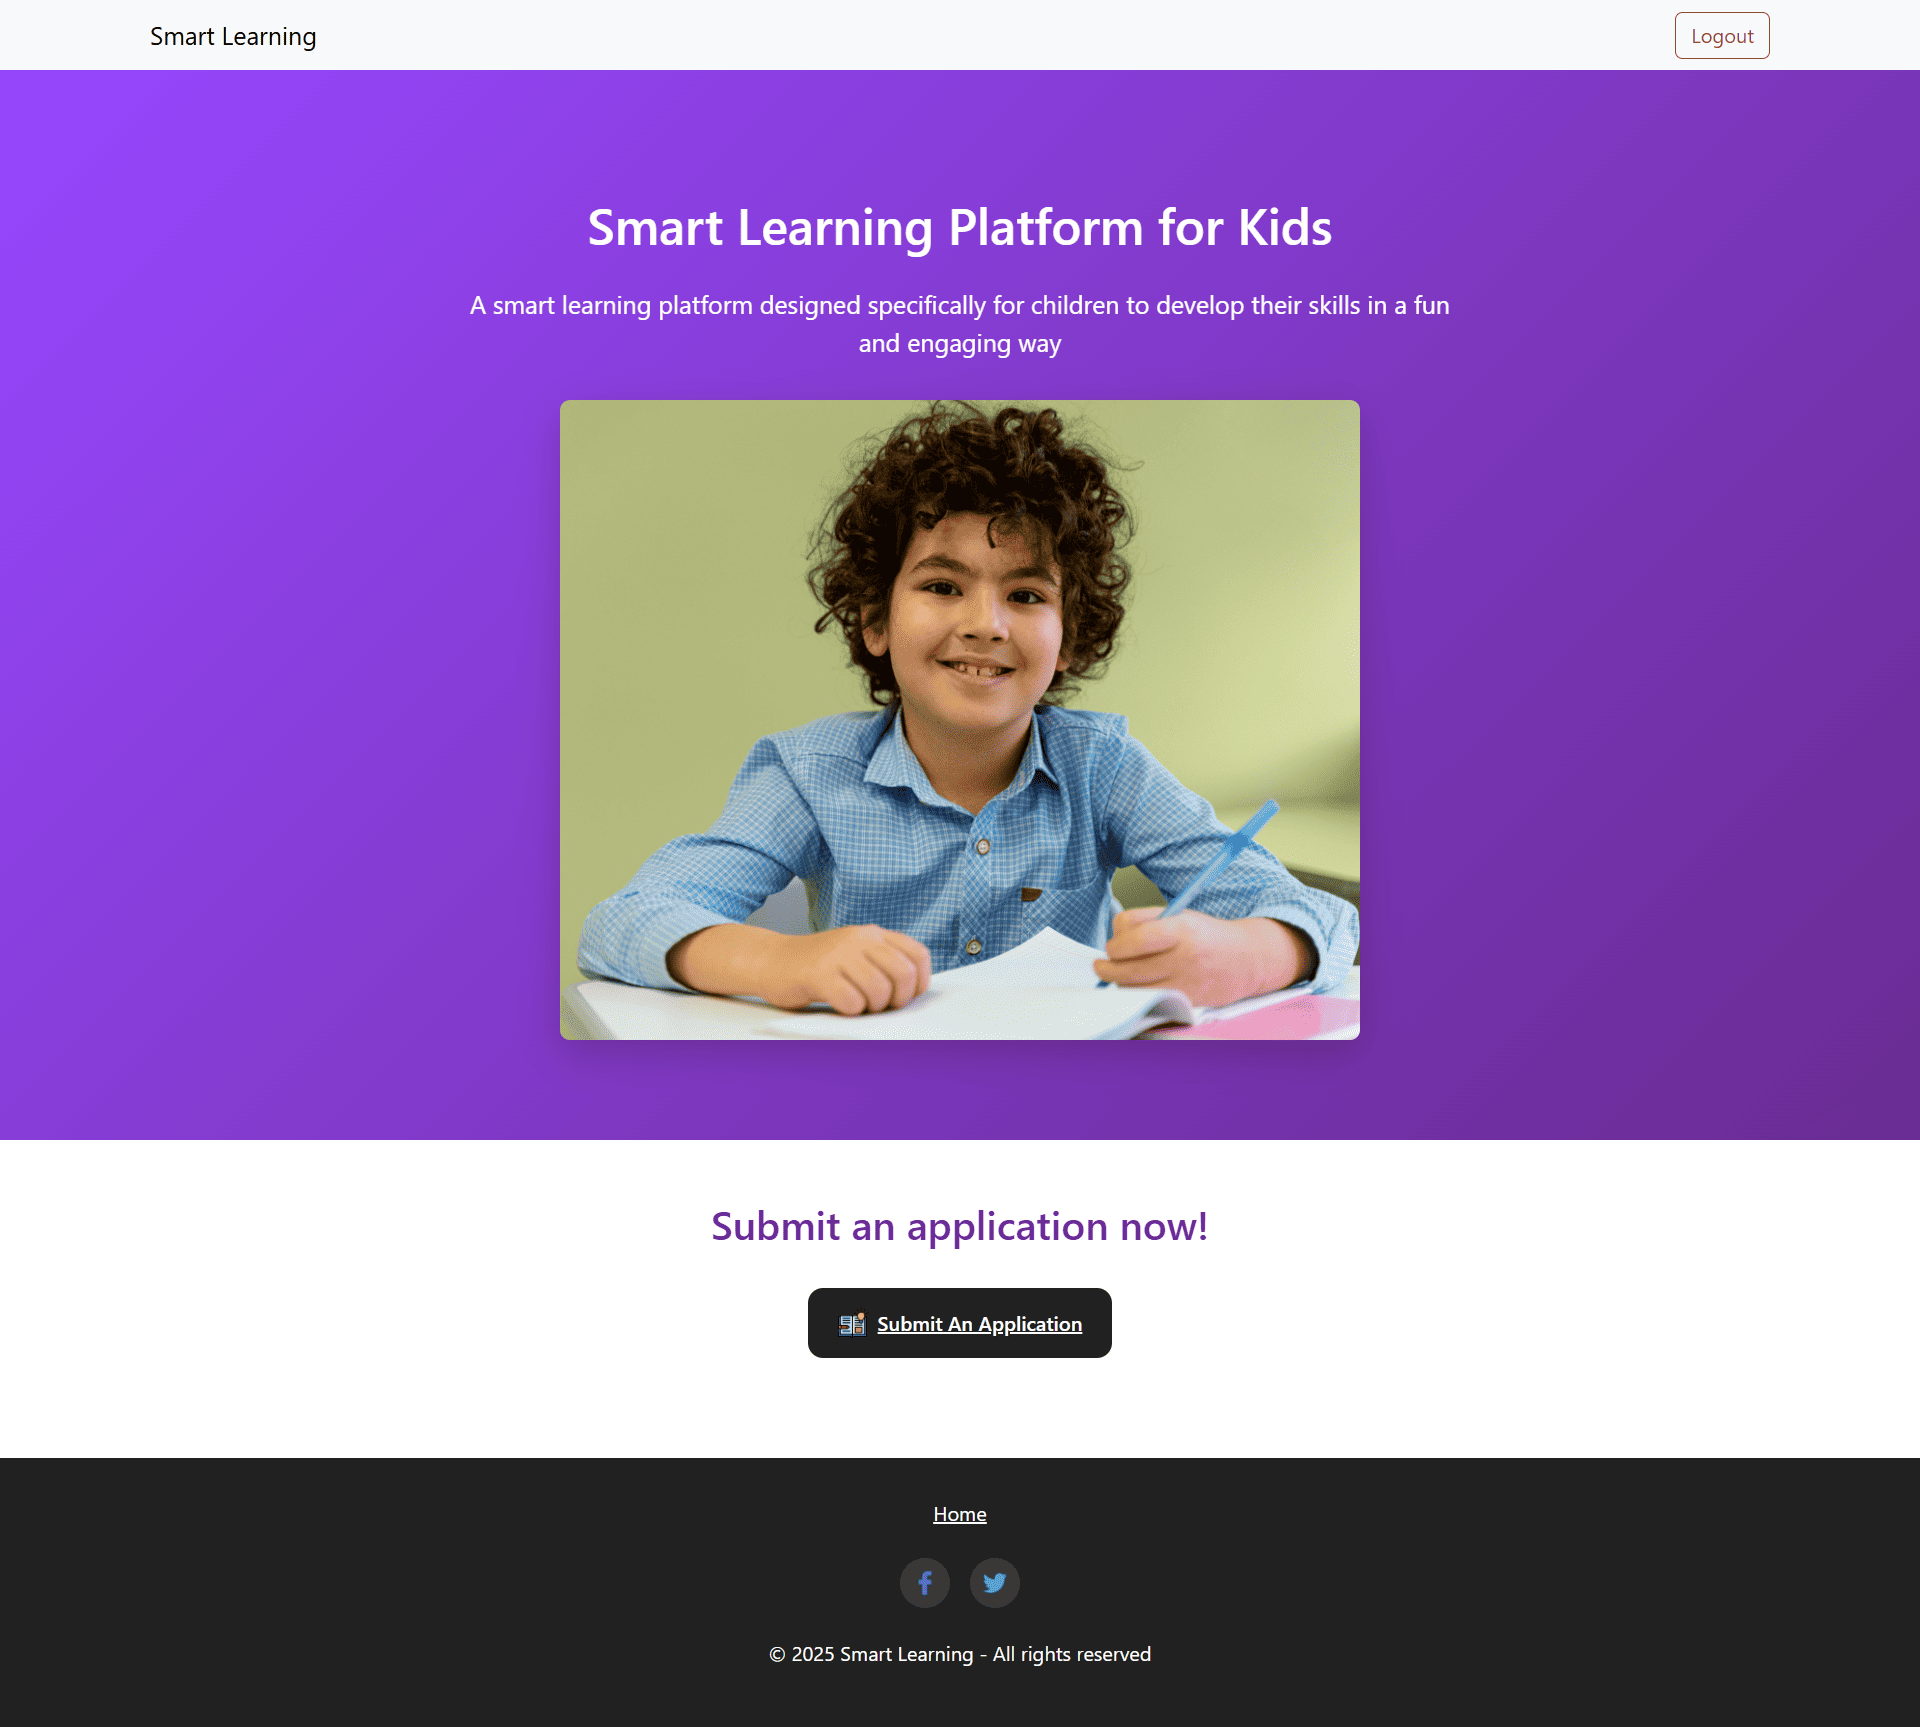 Smart Learning
Logout
Smart Learning Platform for Kids
A smart learning platform designed specifically for children to develop their skills in a fun
and engaging way
Submit an application now!
Submit An Application
Home
© 2025 Smart Learning - All rights reserved